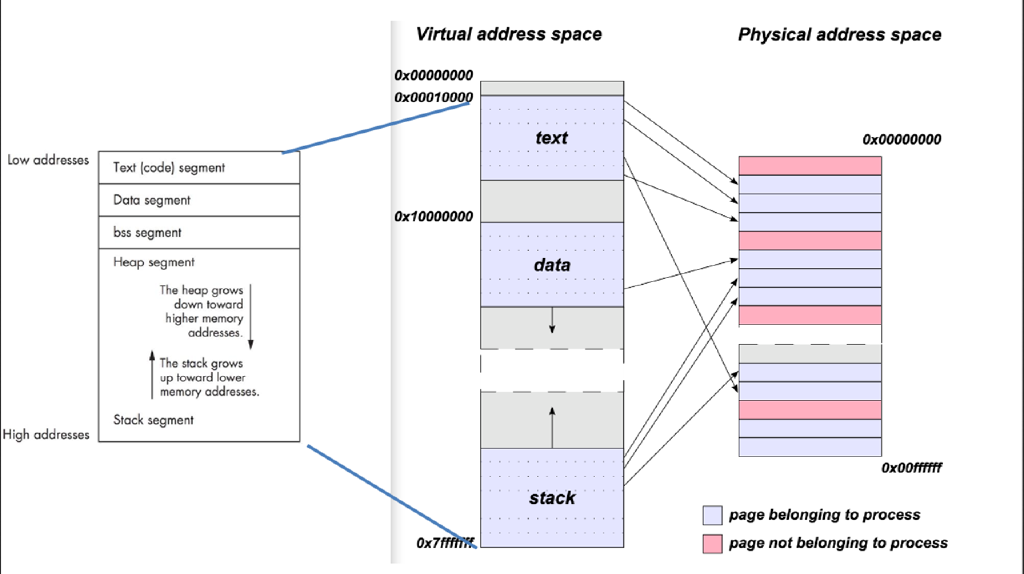 Virtual address space
Physical address space
0x00000000
0x00010000
text
0x10000000
data
stack
0x7fffffff
Low addresses
Text (code) segment
Data segment
bss segment
Heap segment
The heap grows
down toward
higher memory
addresses.
The stack grows
up toward lower
memory addresses.
Stack segment
High addresses
0x00000000
0x00ffffff
page belonging to process
page not belonging to process